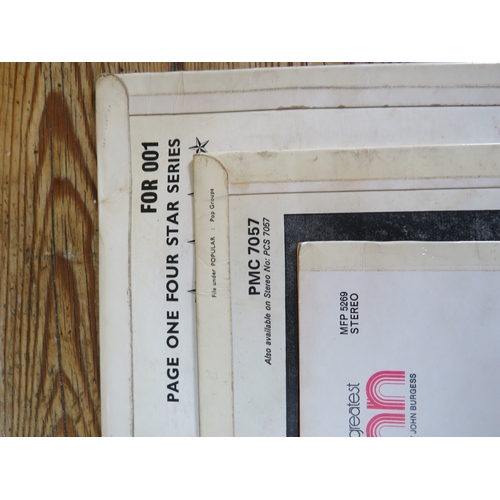 FOR 001
PAGE ONE FOUR STAR SERIES
File under POPULAR : Pop Groups
PMC 7057
Also available on Stereo No: PCS 7057
MFP 5269
STEREO
greatest
nn
JOHN BURGESS